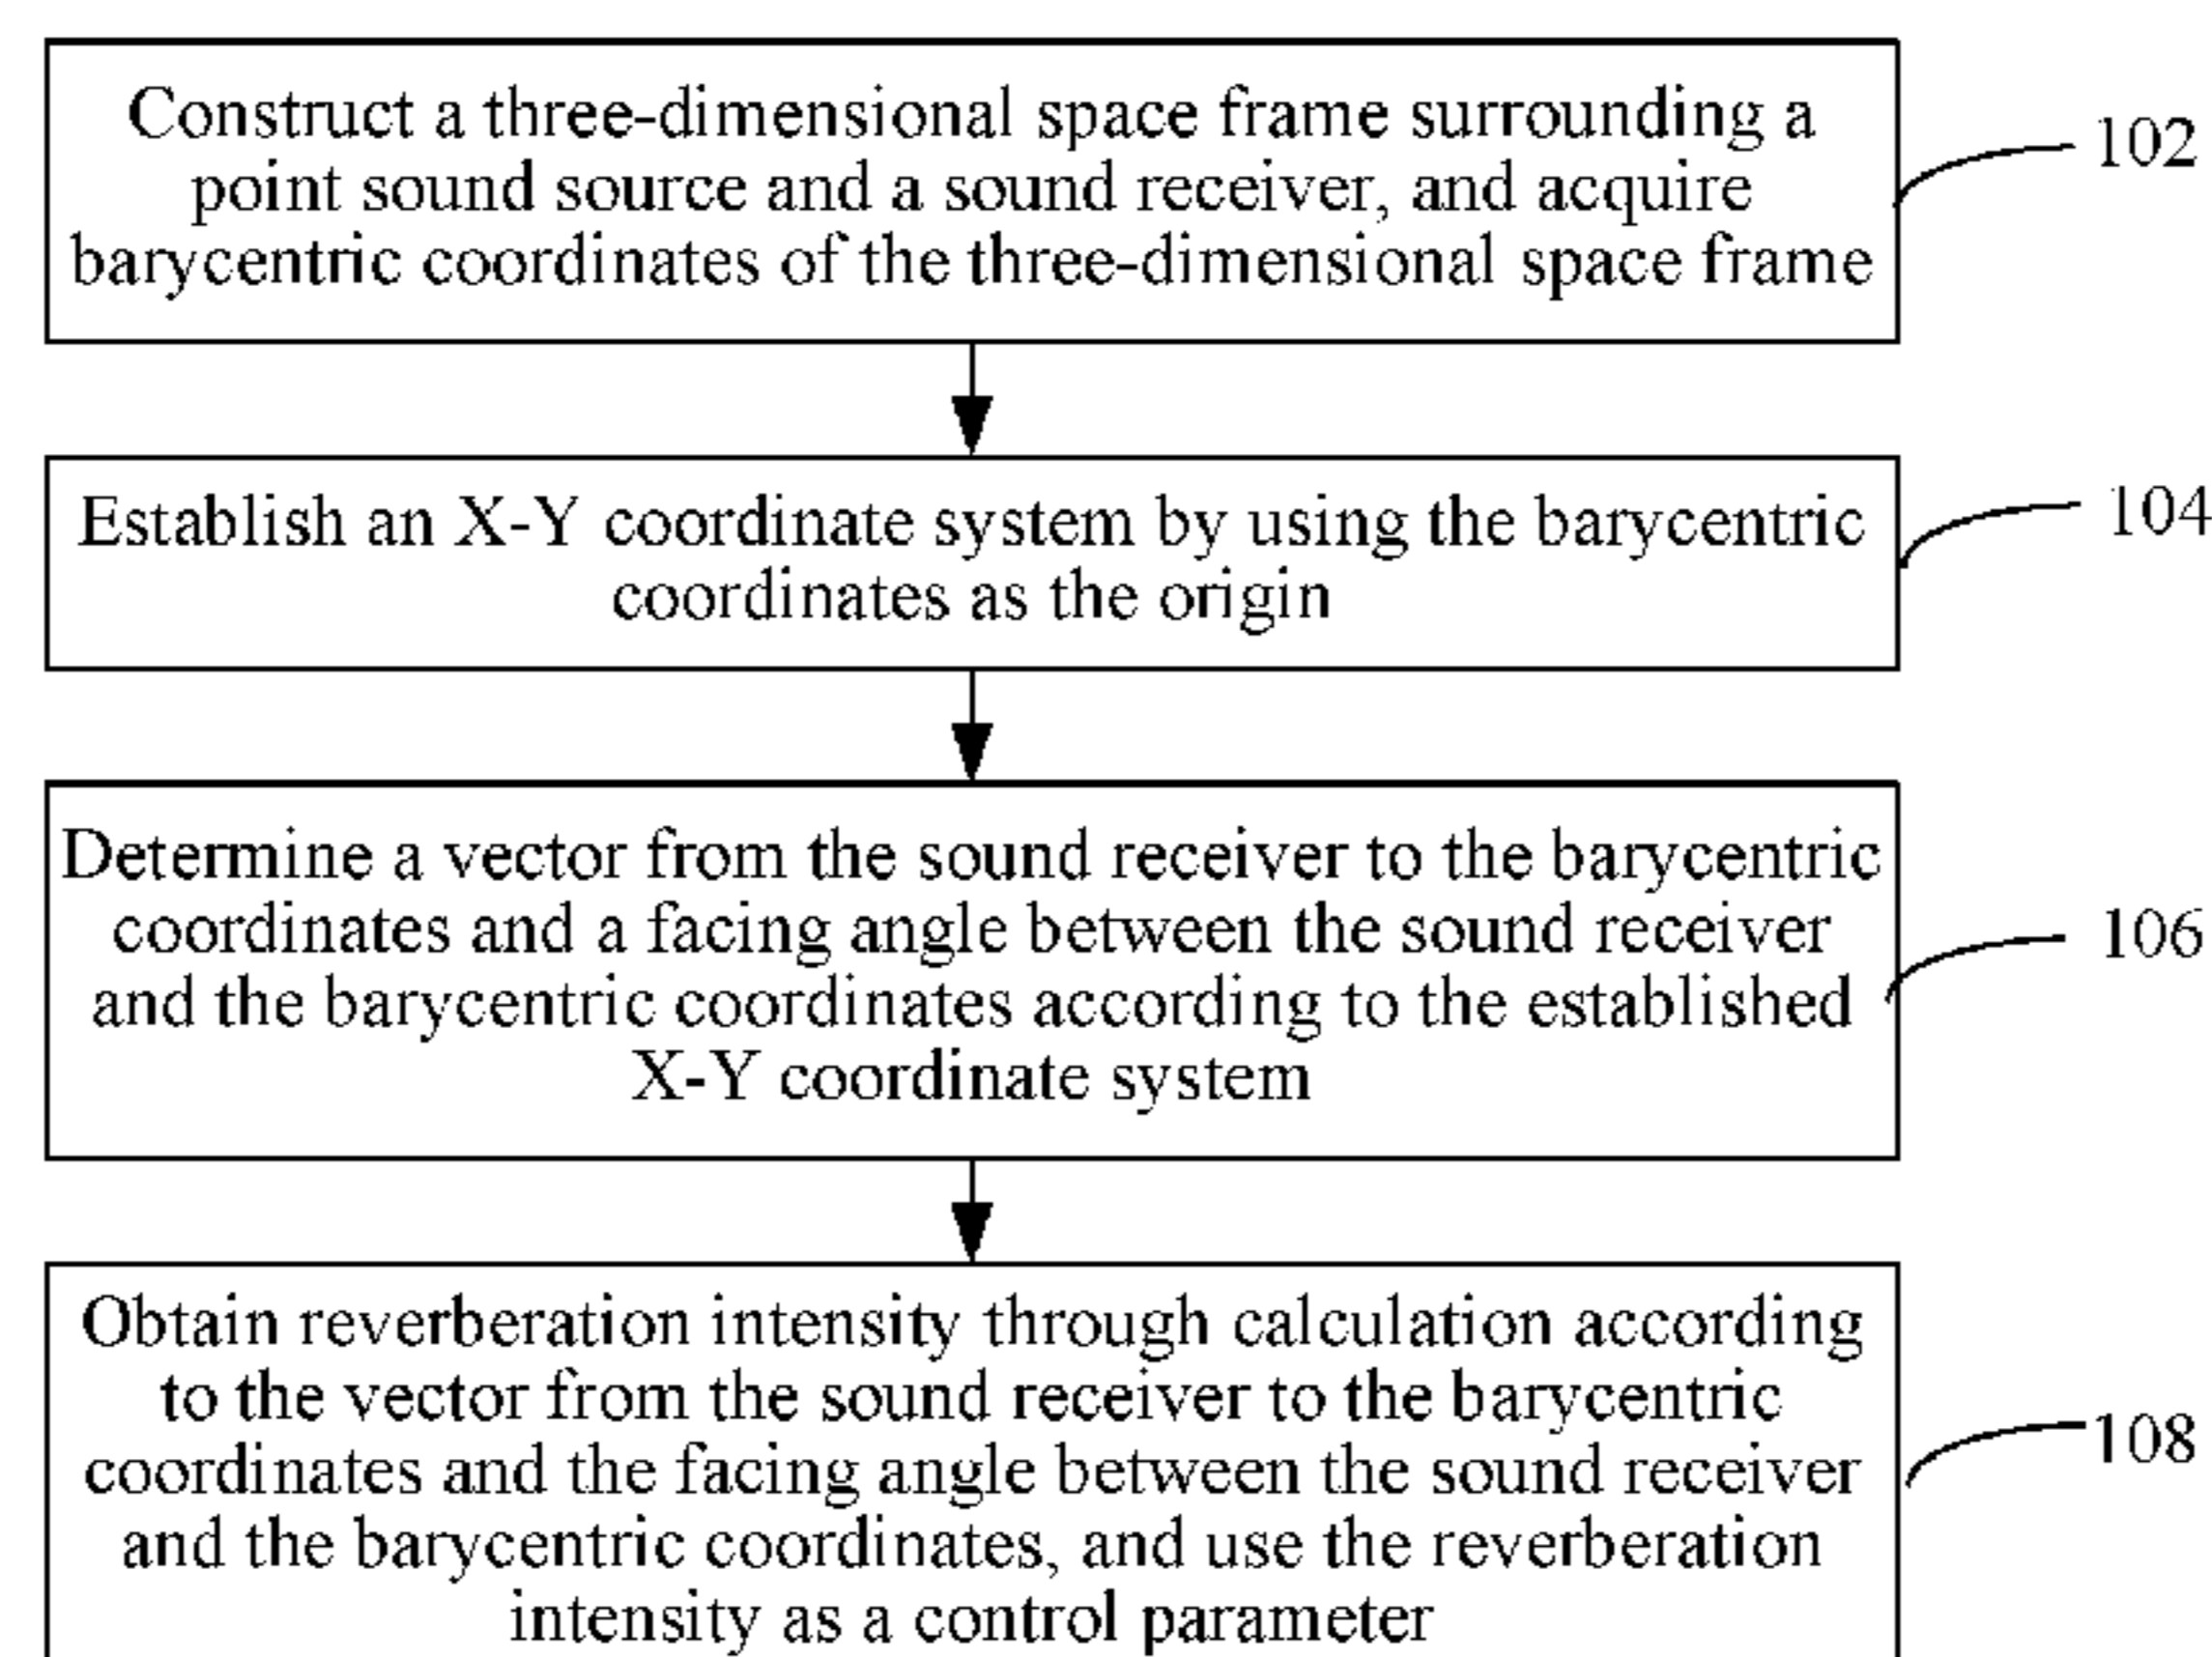 Construct a three-dimensional space frame surrounding a
point sound source and a sound receiver, and acquire
barycentric coordinates of the three-dimensional space frame
102
Establish an X-Y coordinate system by using the barycentric
coordinates as the origin
104
Determine a vector from the sound receiver to the barycentric
coordinates and a facing angle between the sound receiver
and the barycentric coordinates according to the established
X-Y coordinate system
106
Obtain reverberation intensity through calculation according
to the vector from the sound receiver to the barycentric
coordinates and the facing angle between the sound receiver
and the barycentric coordinates, and use the reverberation
intensity as a control parameter
108